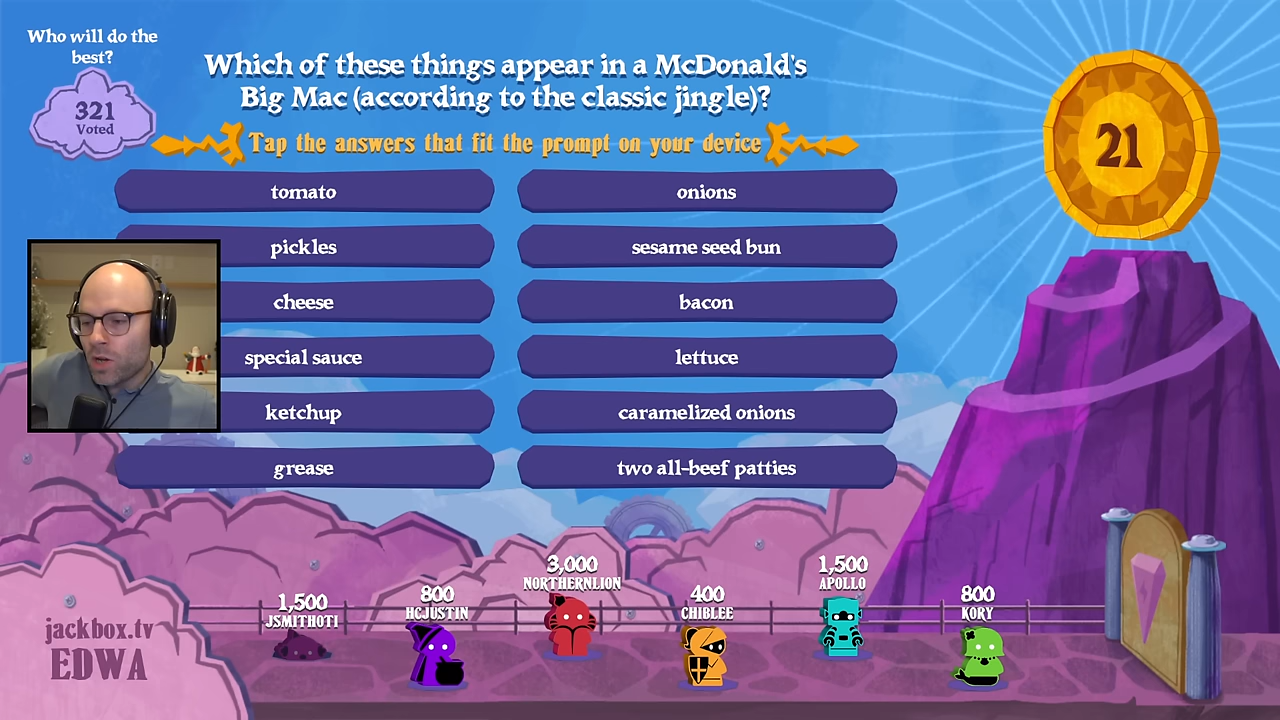 Who will do the
best?
321
Voted
Which of these things appear in a McDonald's
Big Mac (according to the classic jingle)?
Tap the answers that fit the prompt on your device
21
tomato
onions
pickles
sesame seed bun
cheese
bacon
special sauce
lettuce
ketchup
caramelized onions
grease
two all-beef patties
1,500
JSMITHOTI
800
HCJUSTIN
3,000
NORTHERNLION
400
CHIBLEE
1,500
APOLLO
800
KORY
jackbox.tv
EDWA